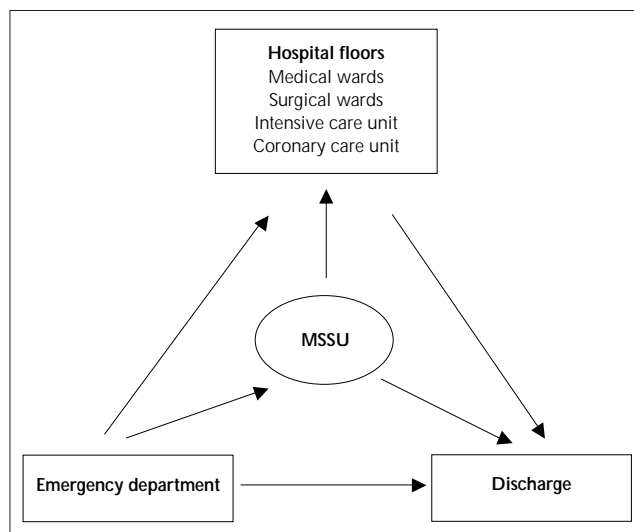 Hospital floors
Medical wards
Surgical wards
Intensive care unit
Coronary care unit
MSSU
Emergency department
Discharge